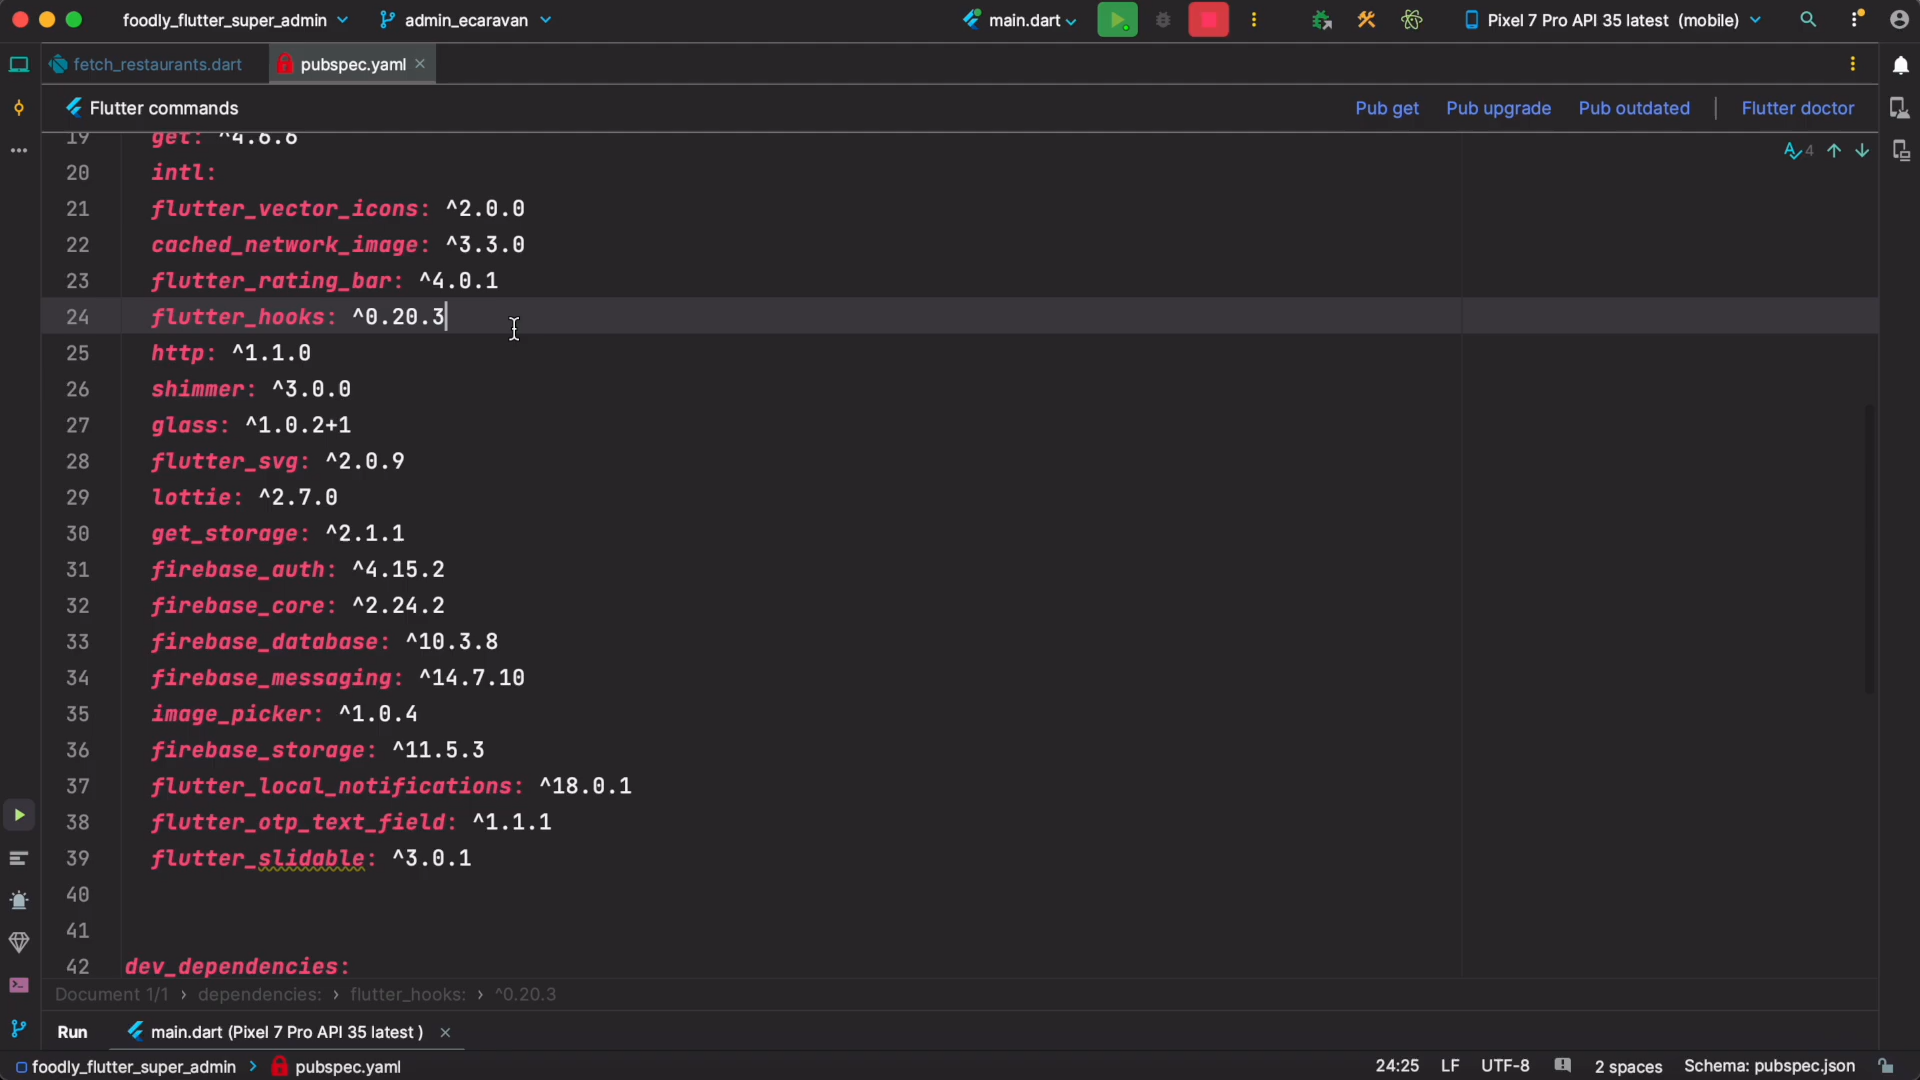 foodly_flutter_super_admin
admin_ecaravan
main.dart
Pixel 7 Pro API 35 latest (mobile)
fetch_restaurants.dart
pubspec.yaml
Flutter commands
Pub get
Pub upgrade
Pub outdated
Flutter doctor
4
19 get: ^4.6.6
20 intl:
21 flutter_vector_icons: ^2.0.0
22 cached_network_image: ^3.3.0
23 flutter_rating_bar: ^4.0.1
24 flutter_hooks: ^0.20.3
25 http: ^1.1.0
26 shimmer: ^3.0.0
27 glass: ^1.0.2+1
28 flutter_svg: ^2.0.9
29 lottie: ^2.7.0
30 get_storage: ^2.1.1
31 firebase_auth: ^4.15.2
32 firebase_core: ^2.24.2
33 firebase_database: ^10.3.8
34 firebase_messaging: ^14.7.10
35 image_picker: ^1.0.4
36 firebase_storage: ^11.5.3
37 flutter_local_notifications: ^18.0.1
38 flutter_otp_text_field: ^1.1.1
39 flutter_slidable: ^3.0.1
40
41
42 dev_dependencies:
Document 1/1 › dependencies: › flutter_hooks: › ^0.20.3
Run
main.dart (Pixel 7 Pro API 35 latest )
foodly_flutter_super_admin › pubspec.yaml
24:25
LF
UTF-8
2 spaces
Schema: pubspec.json